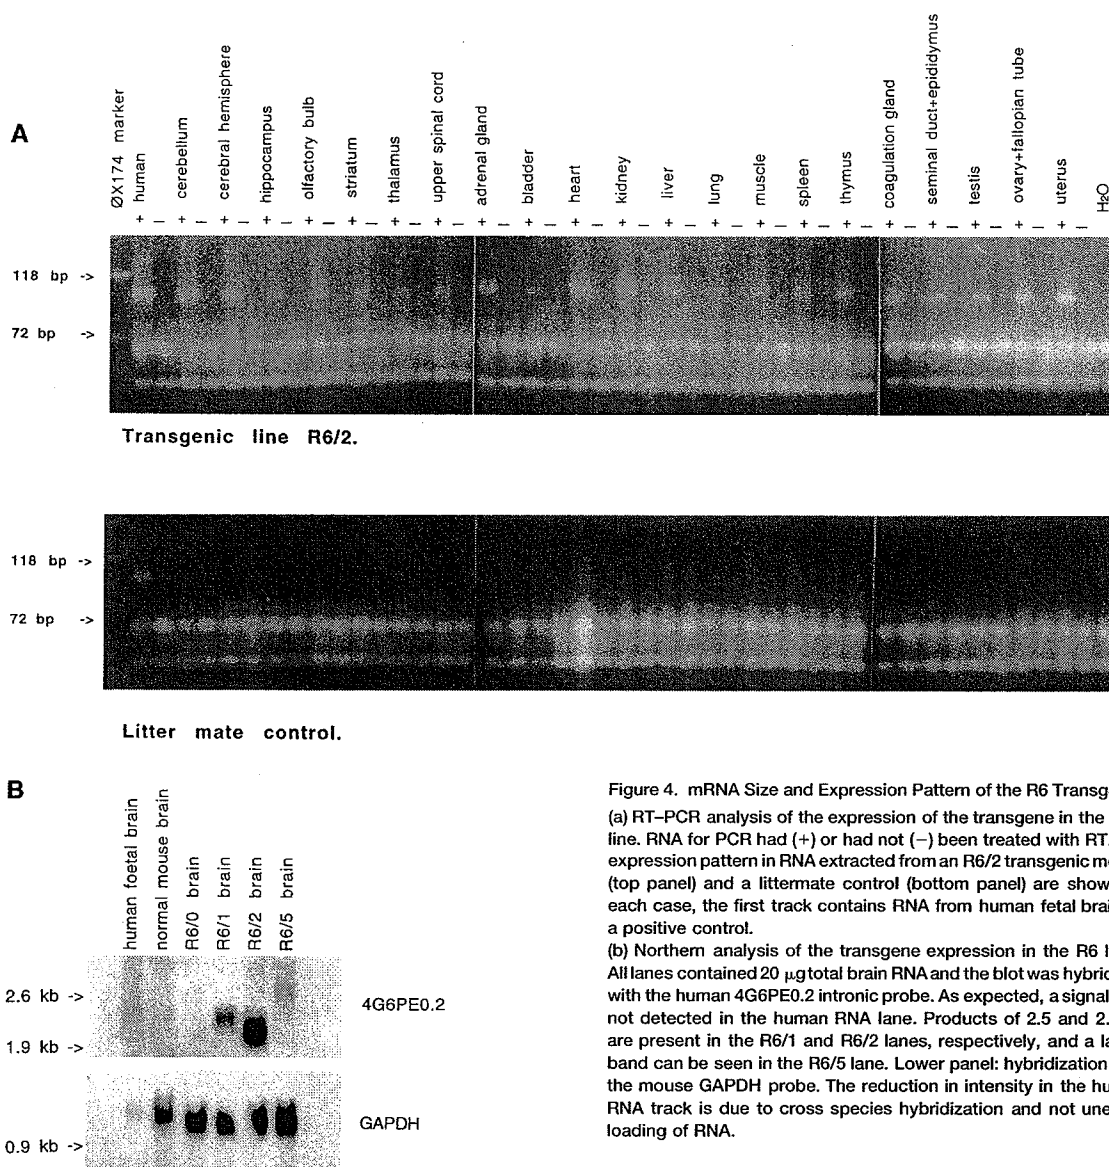 A
ØX174 marker
+ human -
+ cerebellum -
+ cerebral hemisphere -
+ hippocampus -
+ olfactory bulb -
+ striatum -
+ thalamus -
+ upper spinal cord -
+ adrenal gland -
+ bladder -
+ heart -
+ kidney -
+ liver -
+ lung -
+ muscle -
+ spleen -
+ thymus -
+ coagulation gland -
+ seminal duct+epididymus -
+ testis -
+ ovary+fallopian tube -
+ uterus -
H2O
118 bp ->
72 bp ->
Transgenic line R6/2.
118 bp ->
72 bp ->
Litter mate control.
B
human foetal brain
normal mouse brain
R6/0 brain
R6/1 brain
R6/2 brain
R6/5 brain
2.6 kb ->
4G6PE0.2
1.9 kb ->
GAPDH
0.9 kb ->
Figure 4. mRNA Size and Expression Pattern of the R6 Transg
(a) RT–PCR analysis of the expression of the transgene in the
line. RNA for PCR had (+) or had not (−) been treated with RT.
expression pattern in RNA extracted from an R6/2 transgenic m
(top panel) and a littermate control (bottom panel) are show
each case, the first track contains RNA from human fetal brai
a positive control.
(b) Northern analysis of the transgene expression in the R6 l
All lanes contained 20 μg total brain RNA and the blot was hybri
with the human 4G6PE0.2 intronic probe. As expected, a signal
not detected in the human RNA lane. Products of 2.5 and 2.
are present in the R6/1 and R6/2 lanes, respectively, and a la
band can be seen in the R6/5 lane. Lower panel: hybridization
the mouse GAPDH probe. The reduction in intensity in the hu
RNA track is due to cross species hybridization and not une
loading of RNA.